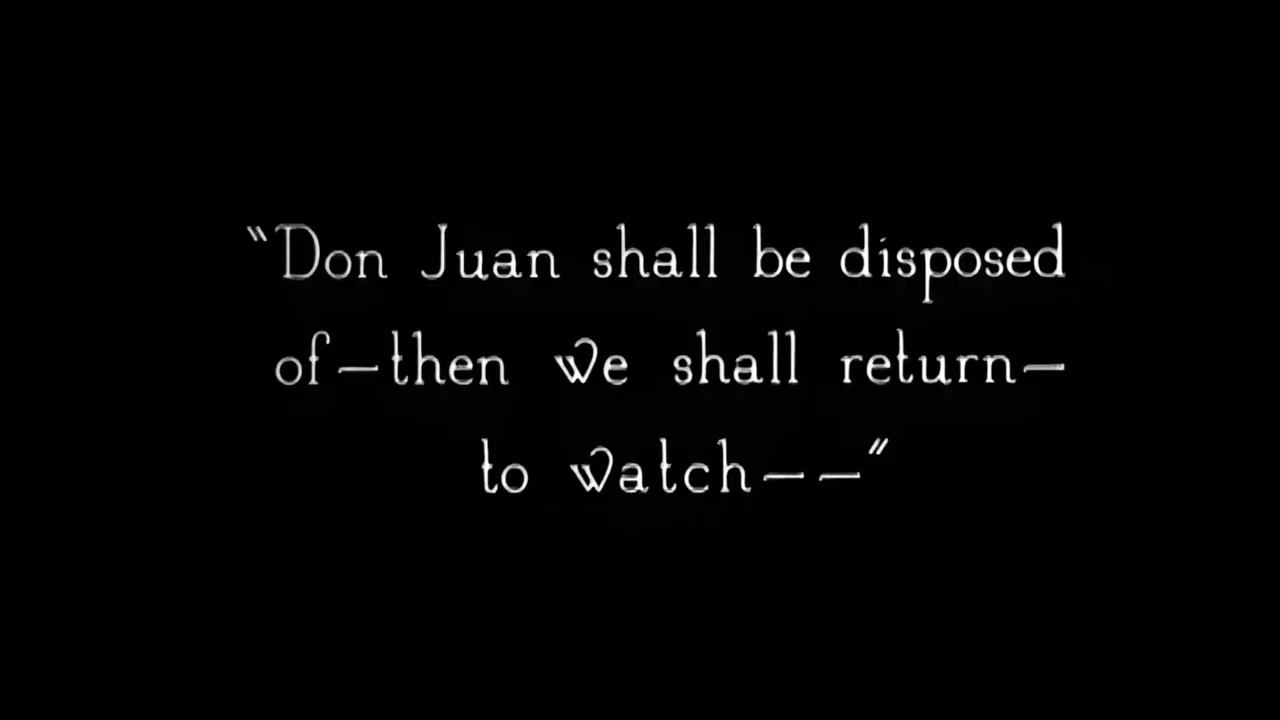 "Don Juan shall be disposed
of—then we shall return—
to watch——"